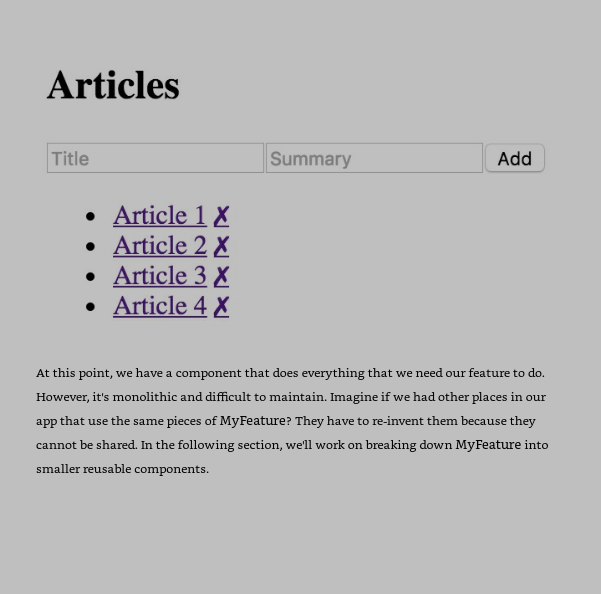 Articles
Title Summary Add
• Article 1 ✗
• Article 2 ✗
• Article 3 ✗
• Article 4 ✗
At this point, we have a component that does everything that we need our feature to do.
However, it's monolithic and difficult to maintain. Imagine if we had other places in our
app that use the same pieces of MyFeature? They have to re-invent them because they
cannot be shared. In the following section, we'll work on breaking down MyFeature into
smaller reusable components.